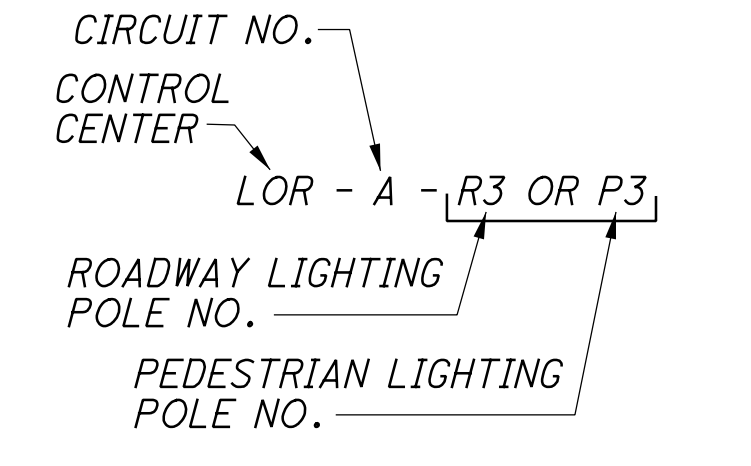 CIRCUIT NO.
CONTROL
CENTER
LOR - A - R3 OR P3
ROADWAY LIGHTING
POLE NO.
PEDESTRIAN LIGHTING
POLE NO.